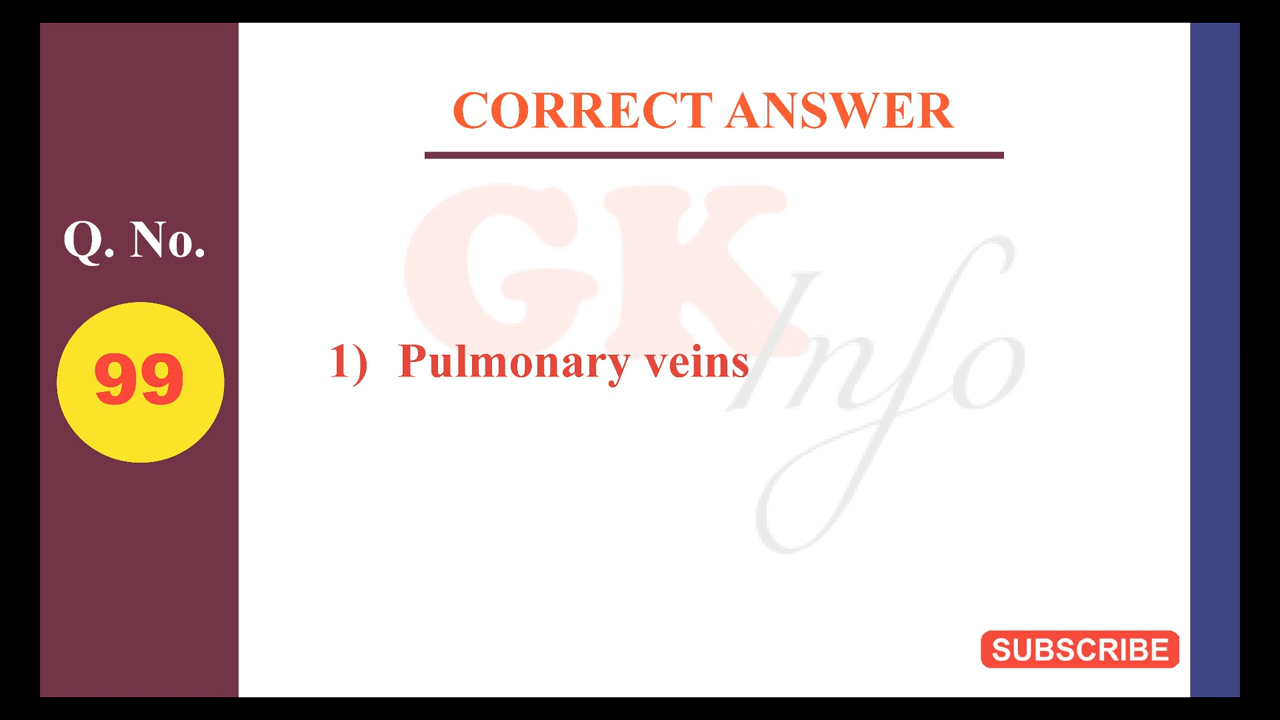 CORRECT ANSWER
Q. No.
99
GK
Info
1) Pulmonary veins
SUBSCRIBE